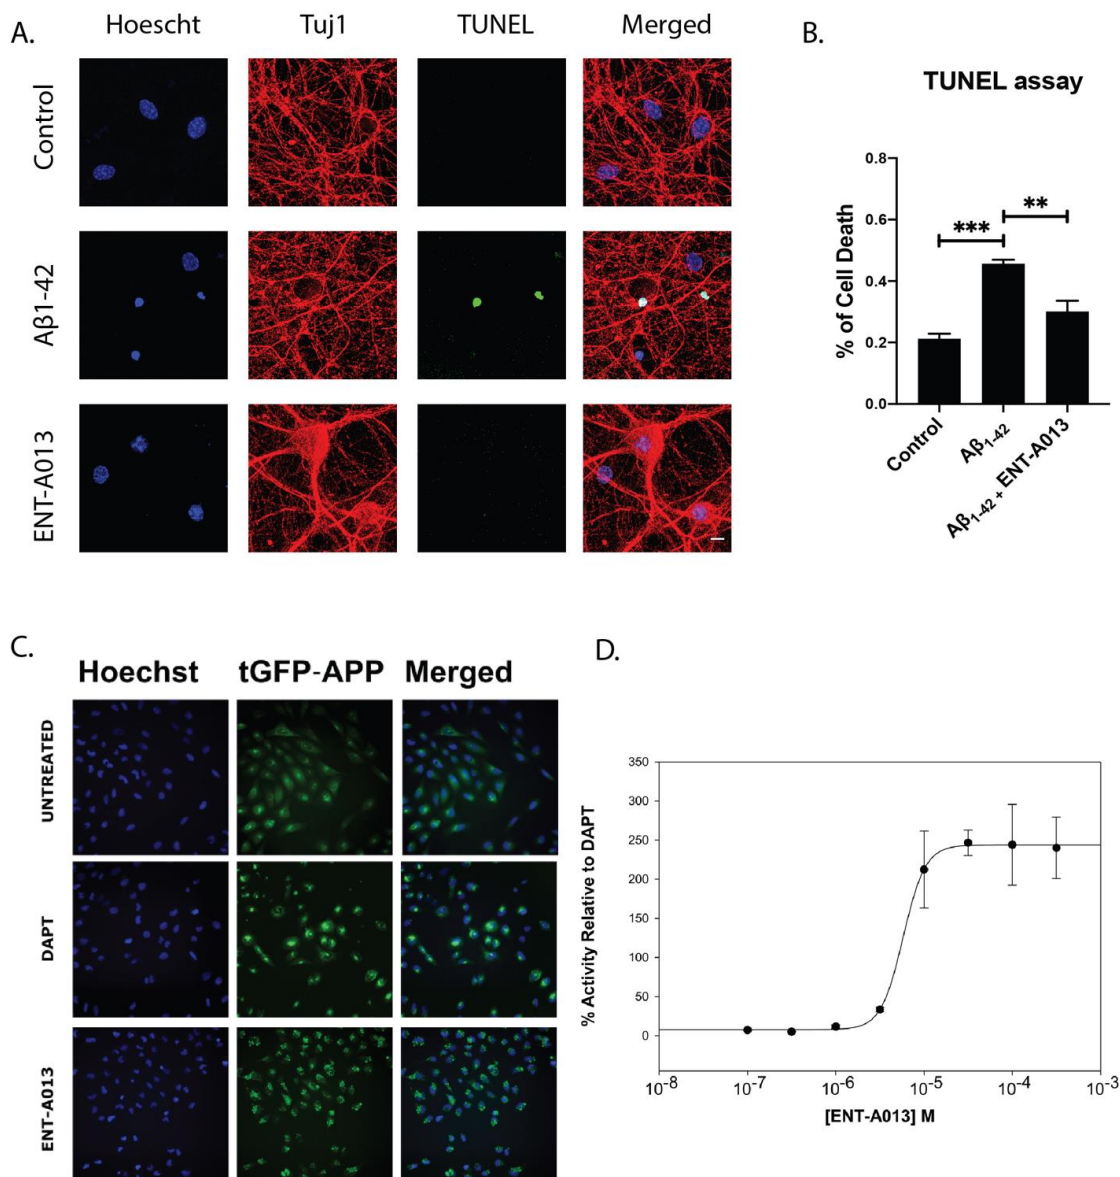 A.
Hoescht Tuj1 TUNEL Merged
Control
Aβ1-42
ENT-A013
B.
TUNEL assay
% of Cell Death
0.8
0.6
0.4
0.2
0.0
***
**
Control
Aβ1-42
Aβ1-42 + ENT-A013
C.
Hoechst tGFP-APP Merged
UNTREATED
DAPT
ENT-A013
D.
% Activity Relative to DAPT
350
300
250
200
150
100
50
0
10-8 10-7 10-6 10-5 10-4 10-3
[ENT-A013] M